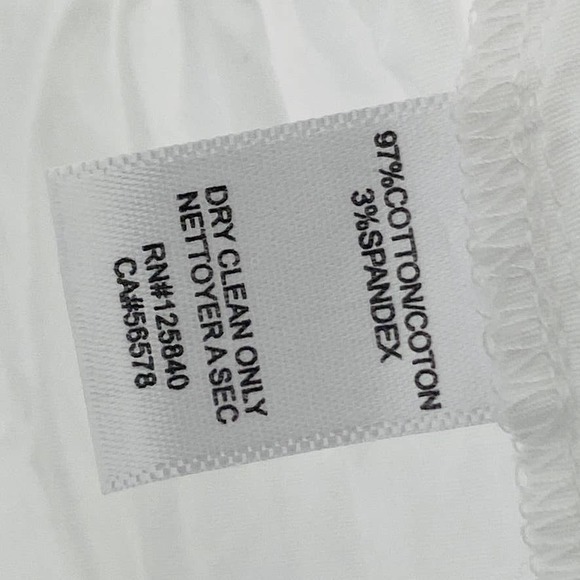 97%COTTON/COTON
3%SPANDEX
DRY CLEAN ONLY
NETTOYER A SEC
RN#125840
CA#56578